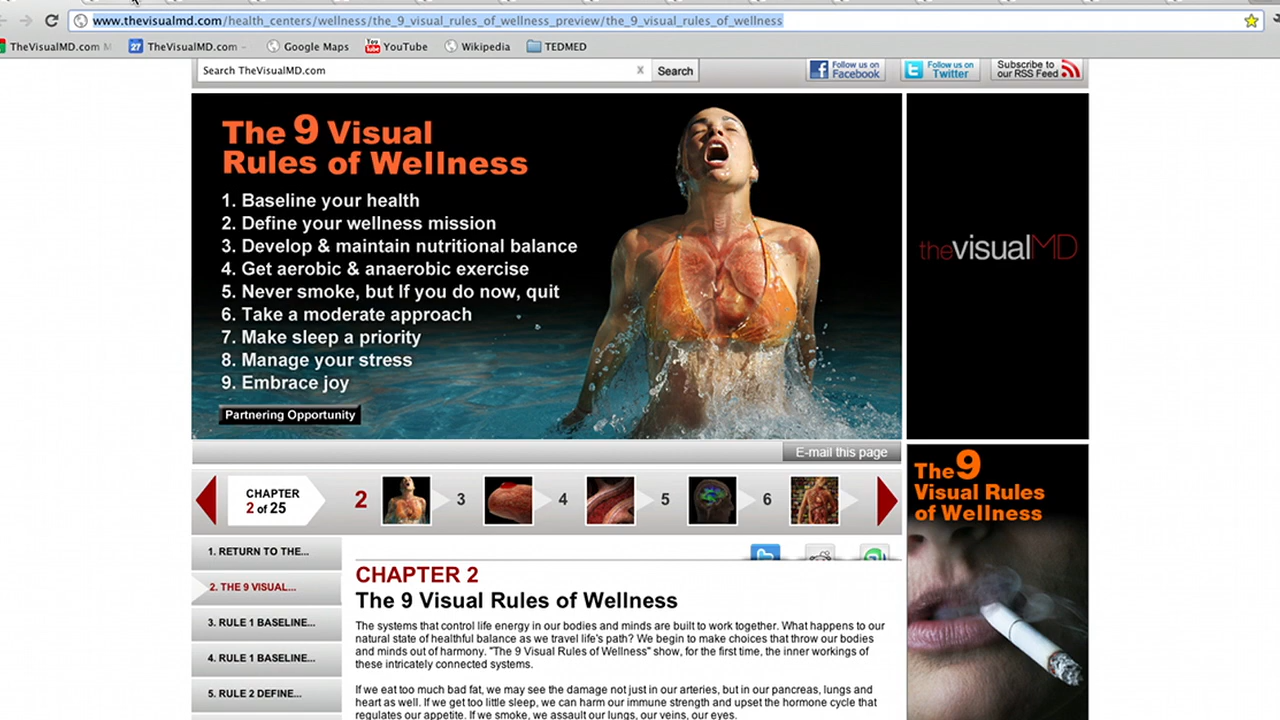 www.thevisualmd.com/health_centers/wellness/the_9_visual_rules_of_wellness_preview/the_9_visual_rules_of_wellness
TheVisualMD.com M
27 TheVisualMD.com -
Google Maps
You Tube YouTube
Wikipedia
TEDMED
Search TheVisualMD.com x Search
Follow us on
Facebook
Follow us on
Twitter
Subscribe to
our RSS Feed
The 9 Visual
Rules of Wellness
1. Baseline your health
2. Define your wellness mission
3. Develop & maintain nutritional balance
4. Get aerobic & anaerobic exercise
5. Never smoke, but If you do now, quit
6. Take a moderate approach
7. Make sleep a priority
8. Manage your stress
9. Embrace joy
Partnering Opportunity
thevisualMD
E-mail this page
CHAPTER
2 of 25
2 3 4 5 6
The 9
Visual Rules
of Wellness
1. RETURN TO THE...
2. THE 9 VISUAL...
3. RULE 1 BASELINE...
4. RULE 1 BASELINE...
5. RULE 2 DEFINE...
CHAPTER 2
The 9 Visual Rules of Wellness
The systems that control life energy in our bodies and minds are built to work together. What happens to our
natural state of healthful balance as we travel life's path? We begin to make choices that throw our bodies
and minds out of harmony. "The 9 Visual Rules of Wellness" show, for the first time, the inner workings of
these intricately connected systems.
If we eat too much bad fat, we may see the damage not just in our arteries, but in our pancreas, lungs and
heart as well. If we get too little sleep, we can harm our immune strength and upset the hormone cycle that
regulates our appetite. If we smoke, we assault our lungs, our veins, our eyes.